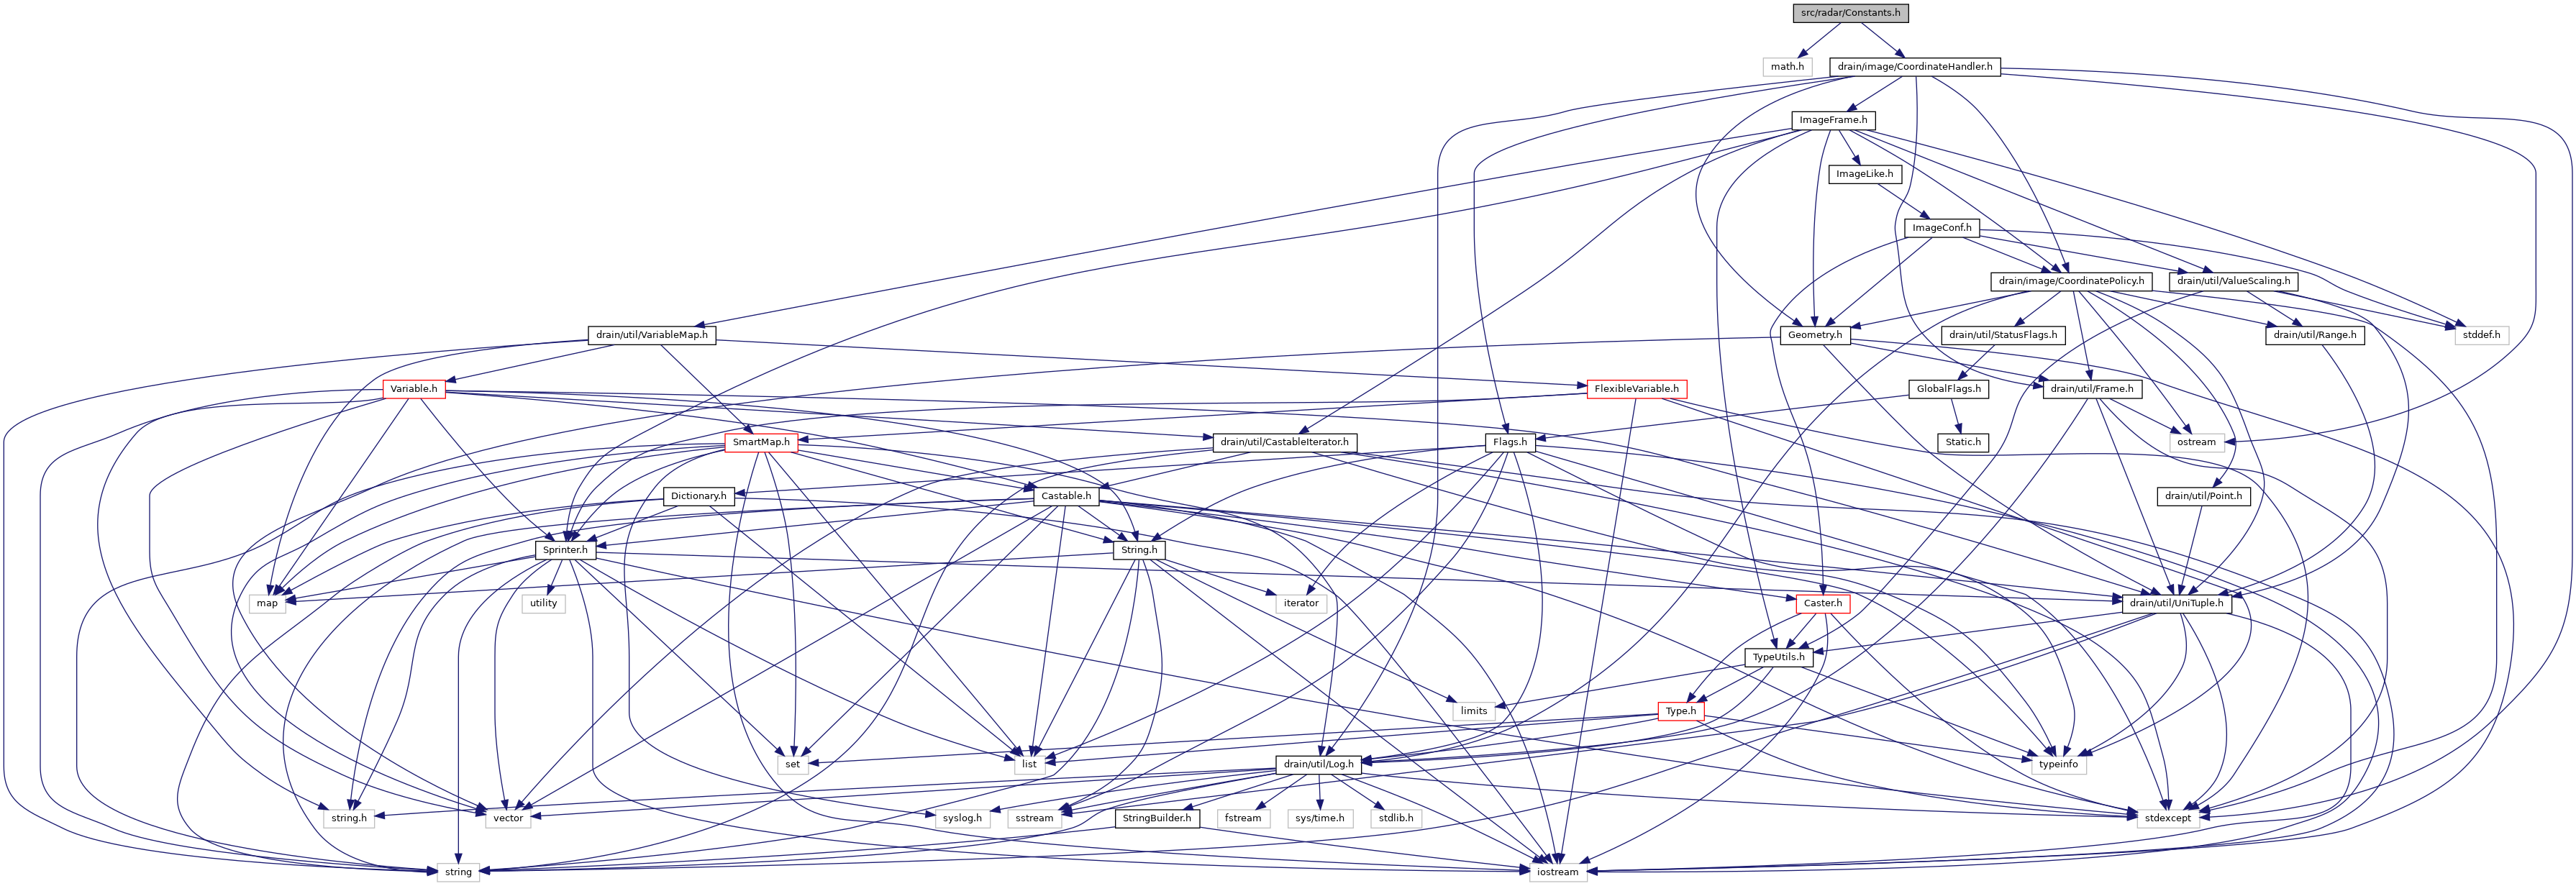 src/radar/Constants.h
math.h
drain/image/CoordinateHandler.h
ImageFrame.h
ImageLike.h
ImageConf.h
drain/image/CoordinatePolicy.h
drain/util/ValueScaling.h
drain/util/VariableMap.h
Geometry.h
drain/util/StatusFlags.h
drain/util/Range.h
stddef.h
Variable.h
FlexibleVariable.h
GlobalFlags.h
drain/util/Frame.h
SmartMap.h
drain/util/CastableIterator.h
Flags.h
Static.h
ostream
Dictionary.h
Castable.h
drain/util/Point.h
Sprinter.h
String.h
map
utility
iterator
Caster.h
drain/util/UniTuple.h
TypeUtils.h
limits
Type.h
set
list
drain/util/Log.h
typeinfo
string.h
vector
syslog.h
sstream
StringBuilder.h
fstream
sys/time.h
stdlib.h
stdexcept
string
iostream